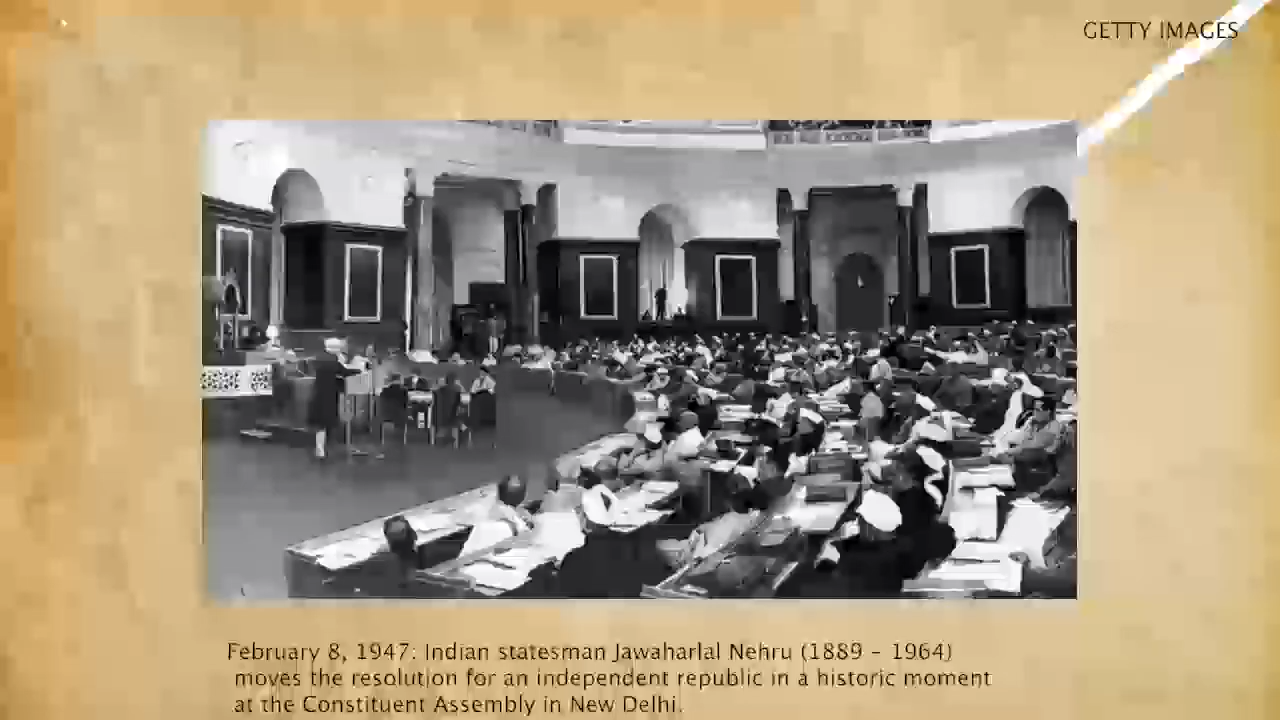 GETTY IMAGES
February 8, 1947: Indian statesman Jawaharlal Nehru (1889 – 1964)
moves the resolution for an independent republic in a historic moment
at the Constituent Assembly in New Delhi.